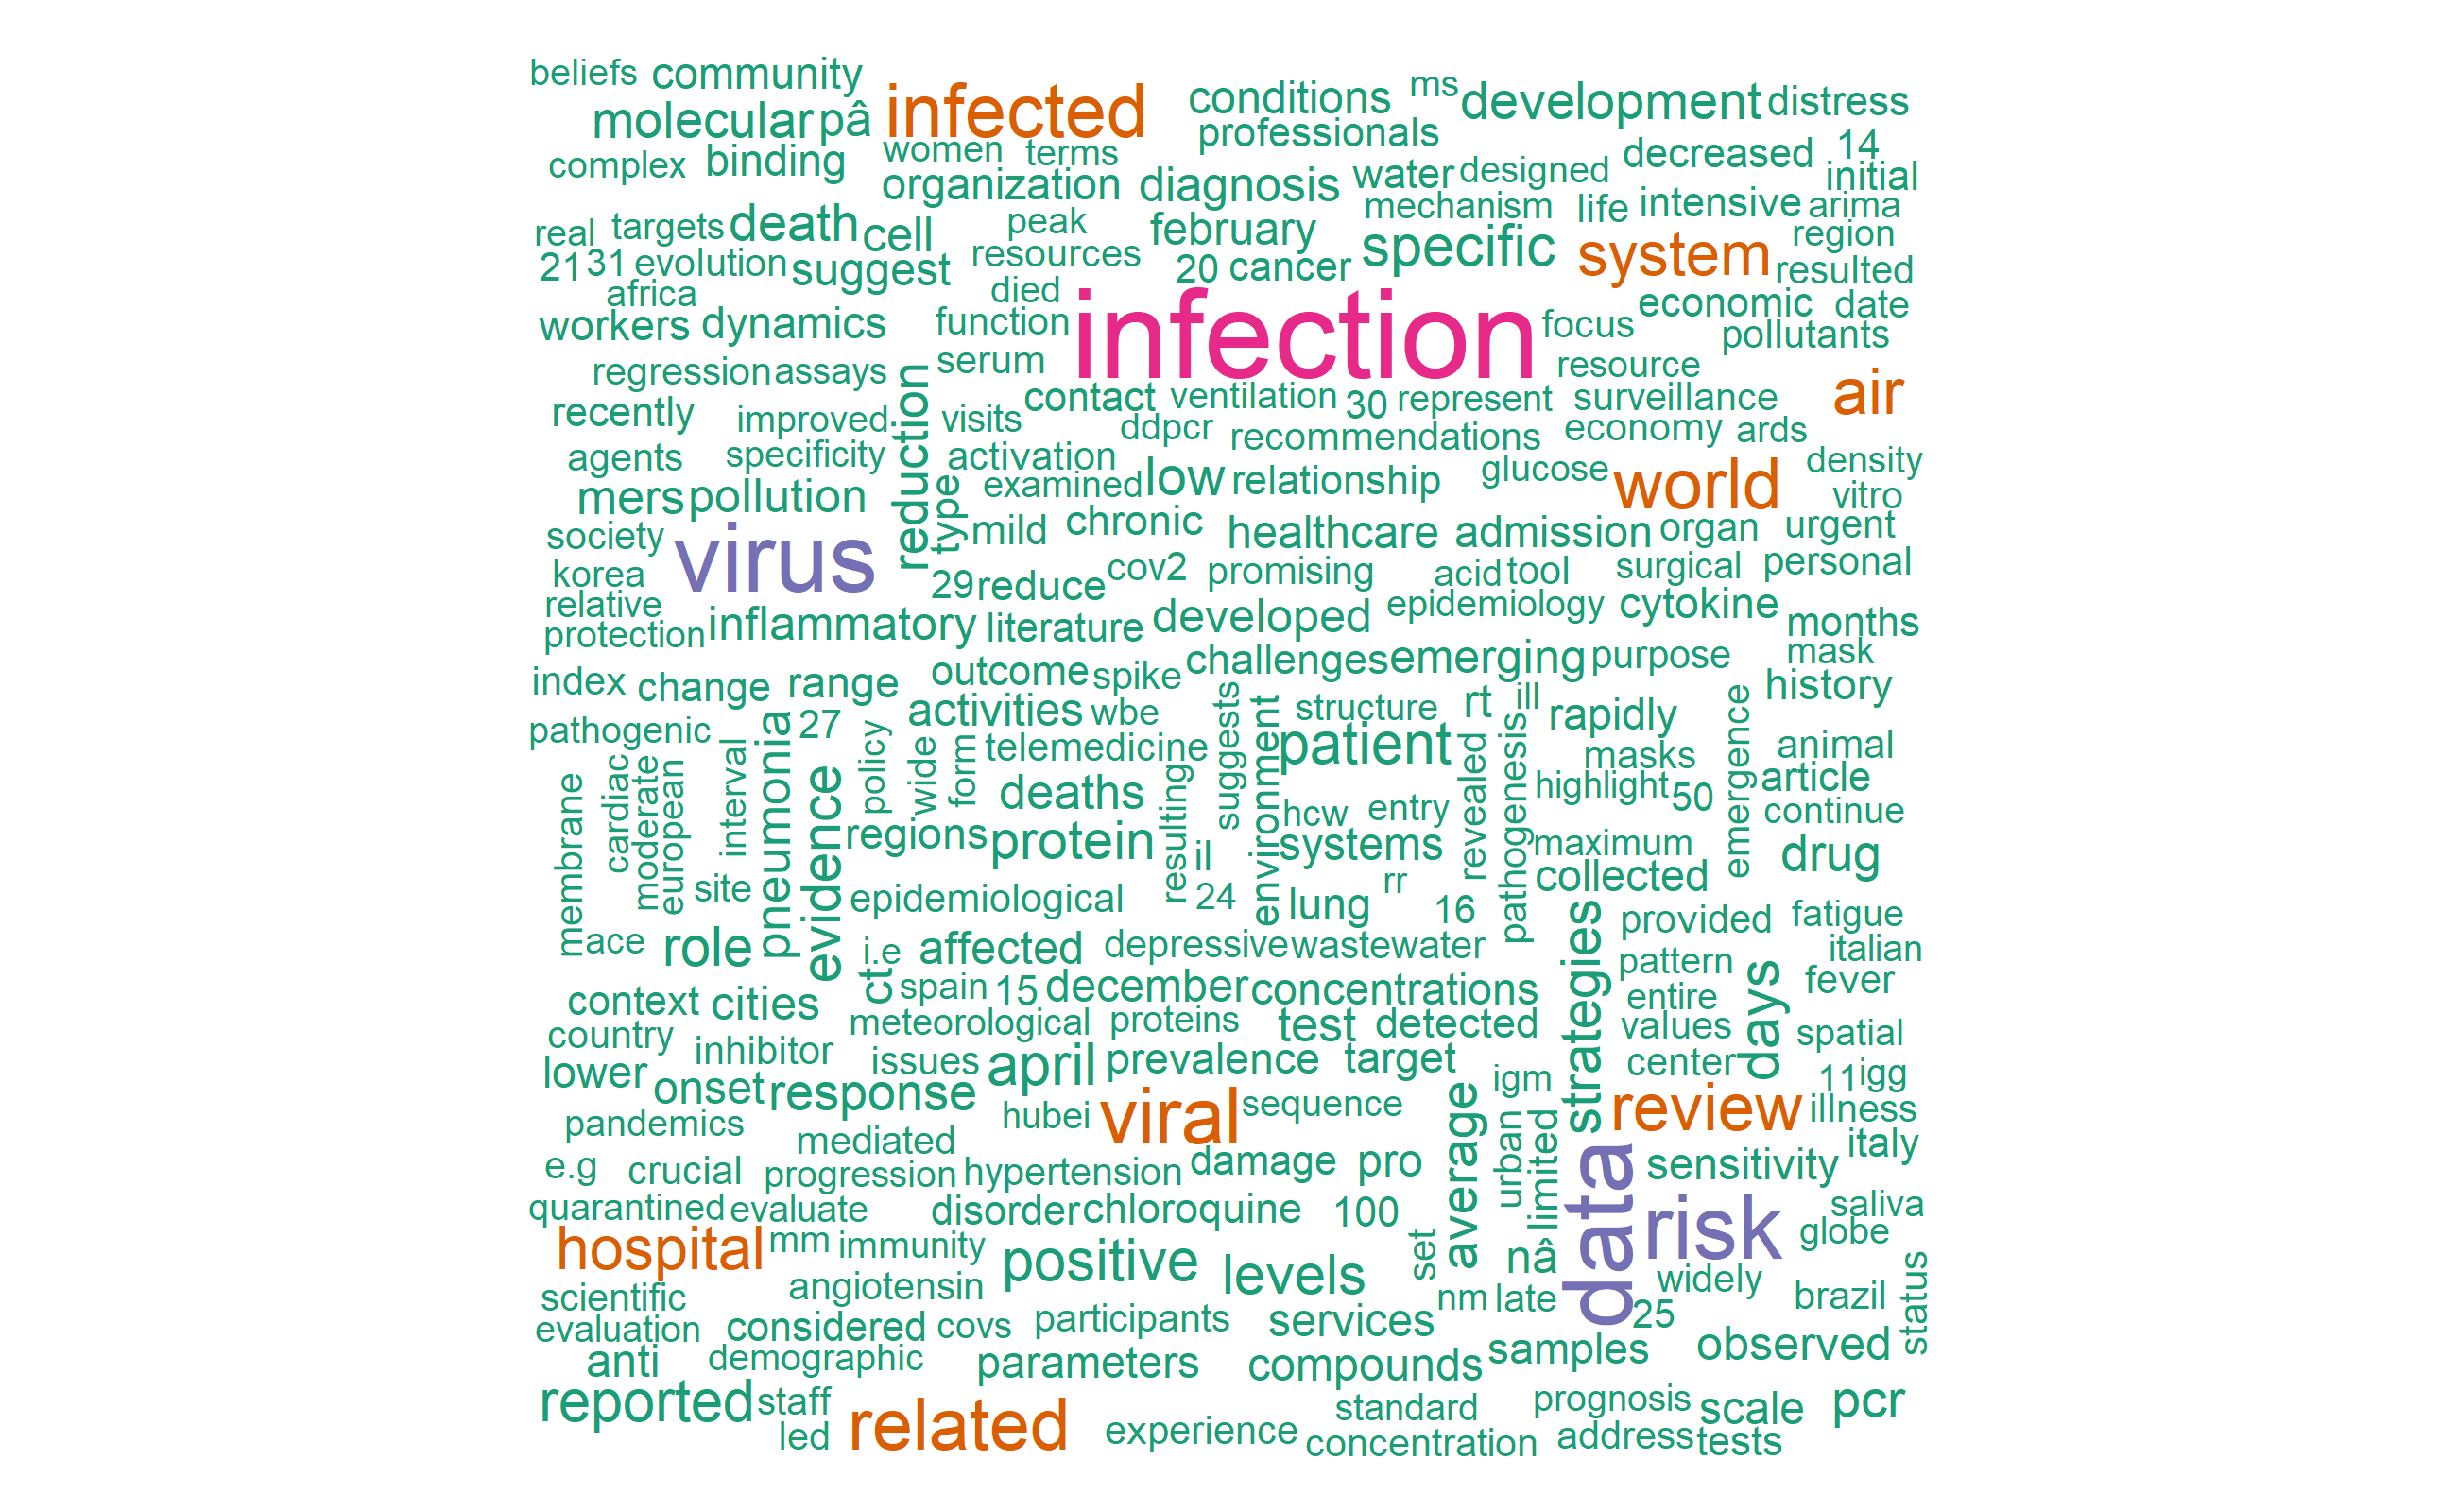 beliefs community infected conditions ms development distress
molecular pâ professionals
complex binding women terms water designed decreased 14
organization diagnosis initial
real targets death cell peak february mechanism life intensive arima
21 31 evolution suggest resources 20 cancer specific system region
africa died resulted
workers dynamics function infection focus economic date
pollutants
regression assays reduction serum resource
recently improved visits contact ventilation 30 represent surveillance air
ddpcr recommendations economy ards
agents specificity activation low relationship glucose world density
mers pollution type examined vitro
society virus mild chronic healthcare admission organ urgent
korea 29 reduce cov2 promising acid tool surgical personal
relative
protection inflammatory literature developed epidemiology cytokine months
index change range outcome spike challenges emerging purpose mask
history
pathogenic pneumonia 27 activities wbe suggests environment structure rt ill rapidly emergence
policy wide form telemedicine patient revealed pathogenesis masks animal
membrane cardiac moderate european interval evidence deaths resulting hcw entry highlight 50 article
continue
regions protein il systems maximum drug
site epidemiological 24 lung rr 16 collected
ace role i.e affected depressive wastewater strategies provided fatigue
pattern italian
context cities ct spain 15 december concentrations entire days fever
country meteorological proteins test detected values spatial
lower inhibitor issues april prevalence target center
onset response igm 11 igg
pandemics hubei viral sequence average urban limited review illness
mediated italy
e.g crucial progression hypertension damage pro data sensitivity
quarantined evaluate disorder chloroquine 100 risk saliva
hospital mm immunity set globe
angiotensin positive levels nâ widely status
scientific nm late 25 brazil
evaluation considered covs participants services
anti demographic parameters compounds samples observed
reported staff standard prognosis scale pcr
led related experience concentration address tests